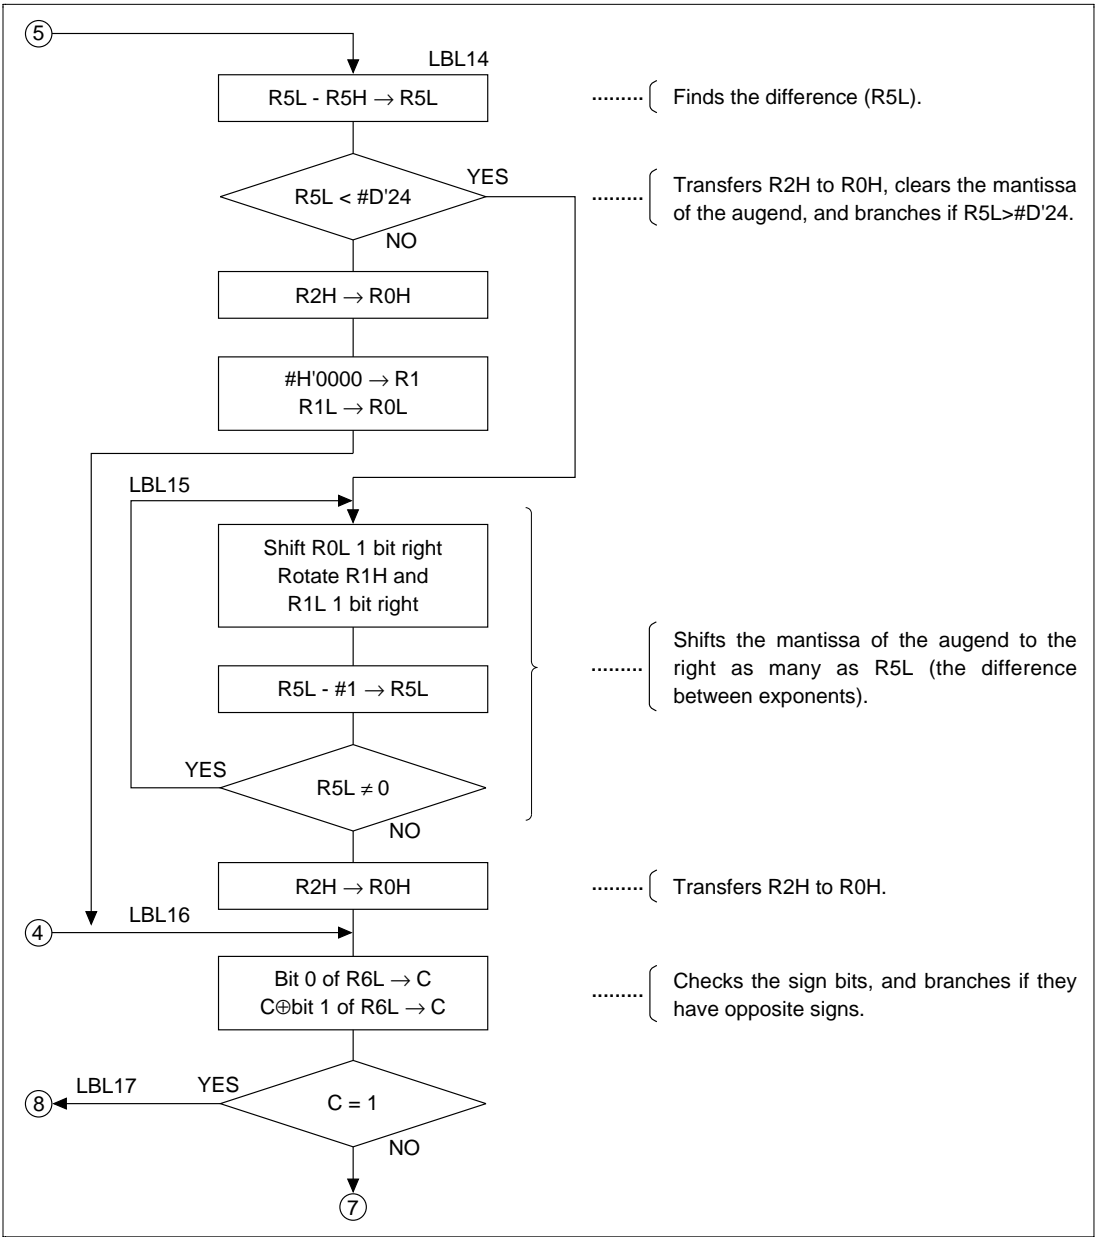 5
LBL14
R5L - R5H → R5L
......... Finds the difference (R5L).
R5L < #D'24
YES
NO
......... Transfers R2H to R0H, clears the mantissa
of the augend, and branches if R5L>#D'24.
R2H → R0H
#H'0000 → R1
R1L → R0L
LBL15
Shift R0L 1 bit right
Rotate R1H and
R1L 1 bit right
R5L - #1 → R5L
......... Shifts the mantissa of the augend to the
right as many as R5L (the difference
between exponents).
YES
R5L ≠ 0
NO
R2H → R0H
......... Transfers R2H to R0H.
4
LBL16
Bit 0 of R6L → C
C⊕bit 1 of R6L → C
......... Checks the sign bits, and branches if they
have opposite signs.
8
LBL17
YES
C = 1
NO
7